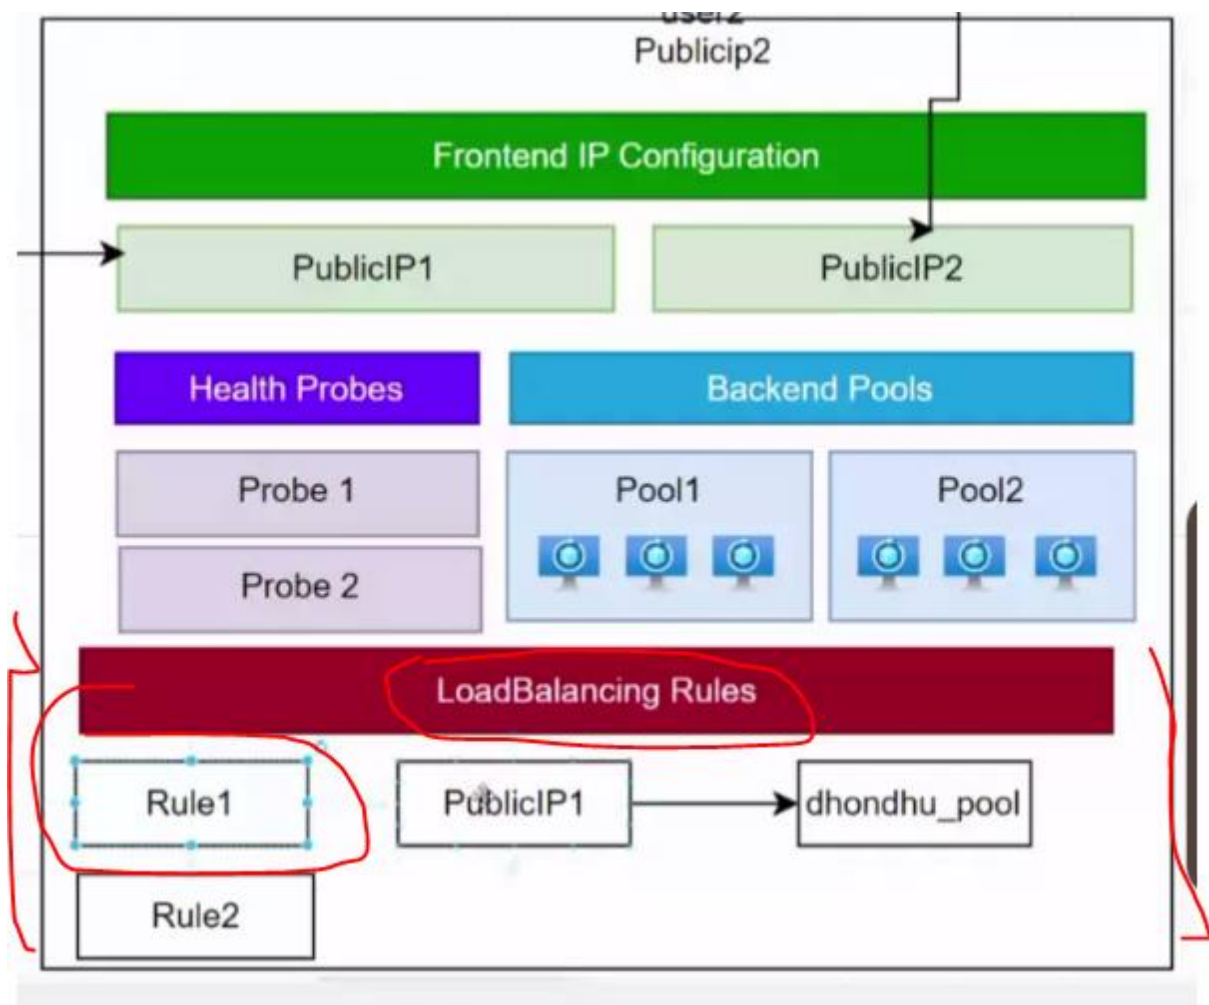 user2
Publicip2
Frontend IP Configuration
PublicIP1
PublicIP2
Health Probes
Backend Pools
Probe 1
Pool1
Pool2
Probe 2
LoadBalancing Rules
Rule1
PublicIP1
dhondhu_pool
Rule2